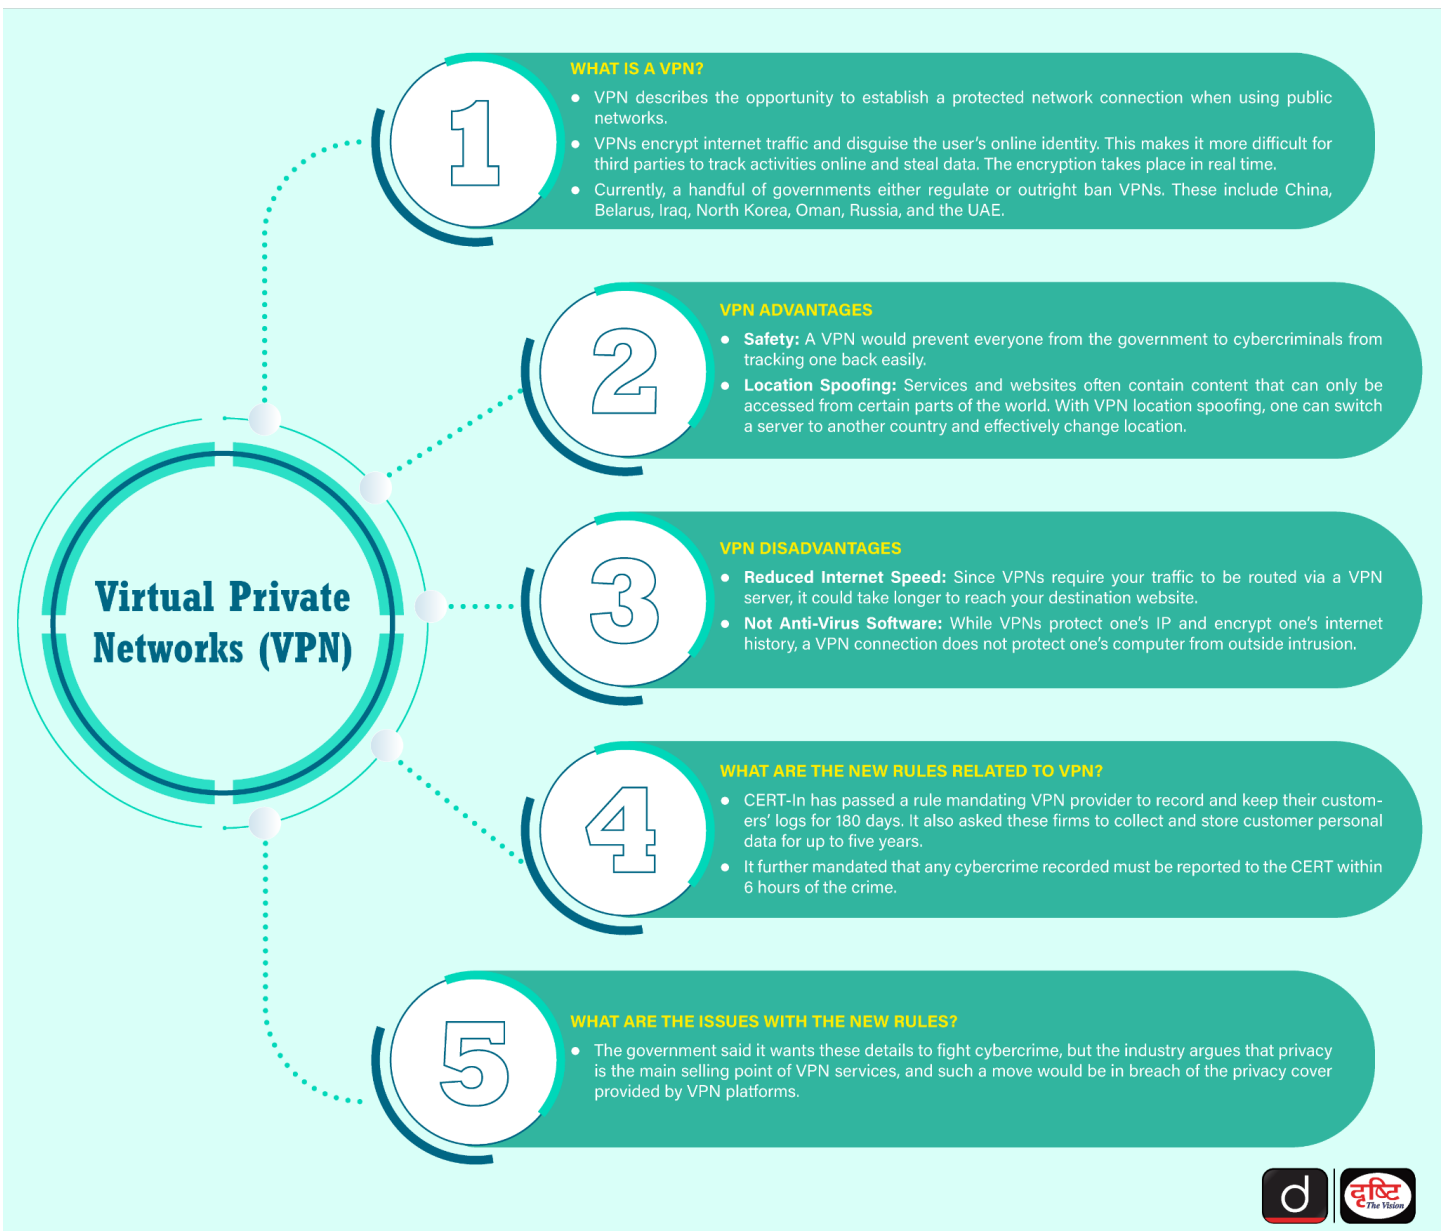 Virtual Private
Networks (VPN)
1
WHAT IS A VPN?
● VPN describes the opportunity to establish a protected network connection when using public
networks.
● VPNs encrypt internet traffic and disguise the user's online identity. This makes it more difficult for
third parties to track activities online and steal data. The encryption takes place in real time.
● Currently, a handful of governments either regulate or outright ban VPNs. These include China,
Belarus, Iraq, North Korea, Oman, Russia, and the UAE.
2
VPN ADVANTAGES
● Safety: A VPN would prevent everyone from the government to cybercriminals from
tracking one back easily.
● Location Spoofing: Services and websites often contain content that can only be
accessed from certain parts of the world. With VPN location spoofing, one can switch
a server to another country and effectively change location.
3
VPN DISADVANTAGES
● Reduced Internet Speed: Since VPNs require your traffic to be routed via a VPN
server, it could take longer to reach your destination website.
● Not Anti-Virus Software: While VPNs protect one's IP and encrypt one's internet
history, a VPN connection does not protect one's computer from outside intrusion.
4
WHAT ARE THE NEW RULES RELATED TO VPN?
● CERT-In has passed a rule mandating VPN provider to record and keep their custom-
ers' logs for 180 days. It also asked these firms to collect and store customer personal
data for up to five years.
● It further mandated that any cybercrime recorded must be reported to the CERT within
6 hours of the crime.
5
WHAT ARE THE ISSUES WITH THE NEW RULES?
● The government said it wants these details to fight cybercrime, but the industry argues that privacy
is the main selling point of VPN services, and such a move would be in breach of the privacy cover
provided by VPN platforms.
d
दृष्टि
The Vision